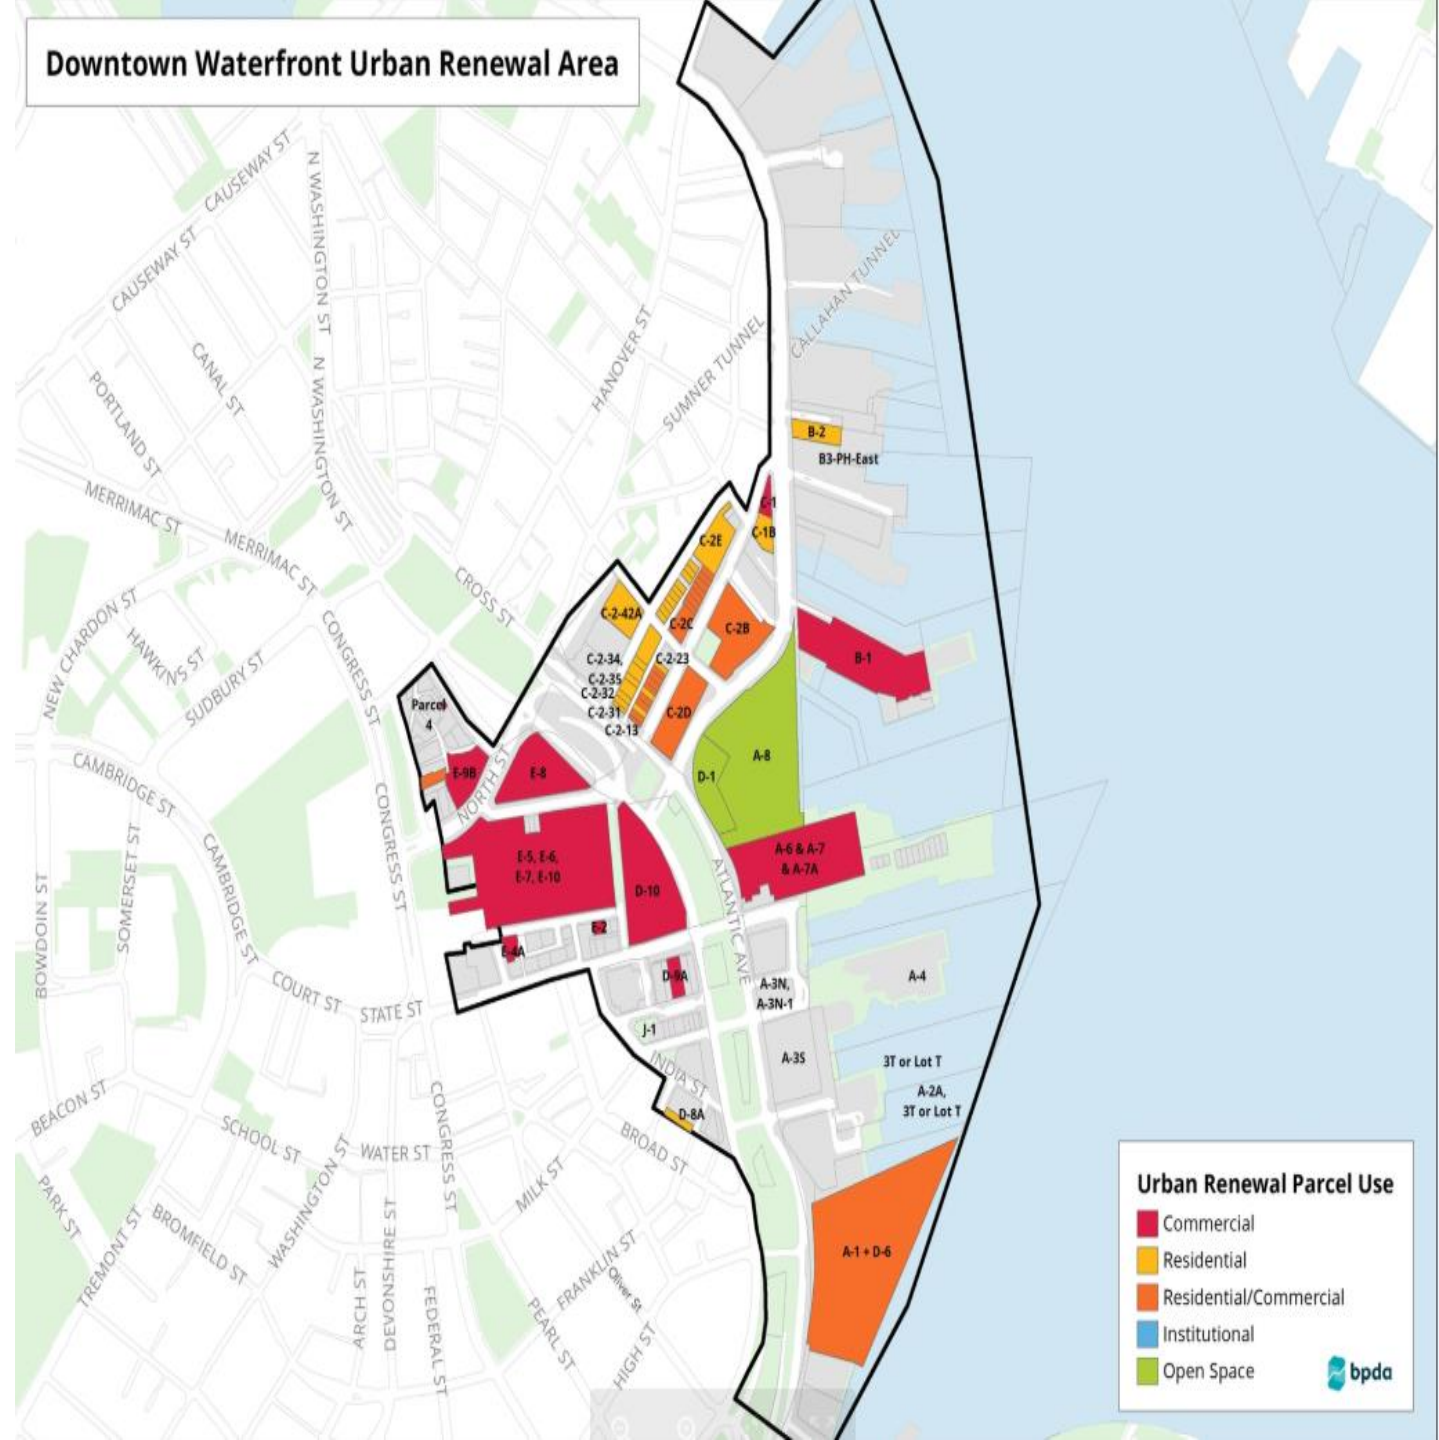 Downtown Waterfront Urban Renewal Area
CAUSEWAY ST
N WASHINGTON ST
CAUSEWAY ST
CALLAHAN TUNNEL
HANOVER ST
SUMNER TUNNEL
CANAL ST
PORTLAND ST
N WASHINGTON ST
B-2
B3-PH-East
MERRIMAC ST
MERRIMAC ST
C-1
C-1B
C-2E
CROSS ST
NEW CHARDON ST
C-2-42A
C-2C
C-2B
HAWKINS ST
SUDBURY ST
CONGRESS ST
C-2-34,
C-2-35
C-2-23
B-1
C-2-32
C-2-31
C-2-13
C-2D
Parcel
4
A-8
D-1
E-9B
E-8
NORTH ST
CAMBRIDGE ST
CONGRESS ST
CAMBRIDGE ST
SOMERSET ST
BOWDOIN ST
E-5, E-6,
E-7, E-10
D-10
A-6 & A-7
& A-7A
ATLANTIC AVE
E-2
E-4A
D-9A
A-3N,
A-3N-1
A-4
COURT ST
STATE ST
J-1
A-3S
3T or Lot T
A-2A,
3T or Lot T
INDIA ST
D-8A
BROAD ST
BEACON ST
SCHOOL ST
WATER ST
CONGRESS ST
MILK ST
WASHINGTON ST
PARK ST
TREMONT ST
BROMFIELD ST
DEVONSHIRE ST
ARCH ST
FEDERAL ST
FRANKLIN ST
Oliver St
PEARL ST
HIGH ST
A-1 + D-6
Urban Renewal Parcel Use
Commercial
Residential
Residential/Commercial
Institutional
Open Space
bpda